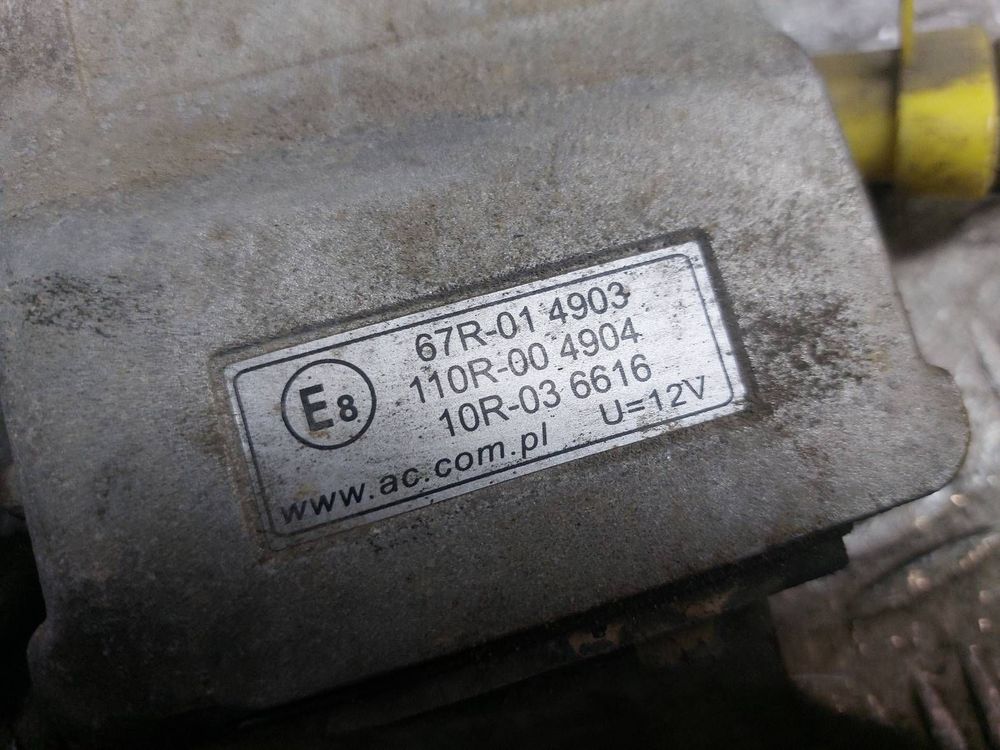 E8
67R-01 4903
110R-00 4904
10R-03 6616
www.ac.com.pl U=12V